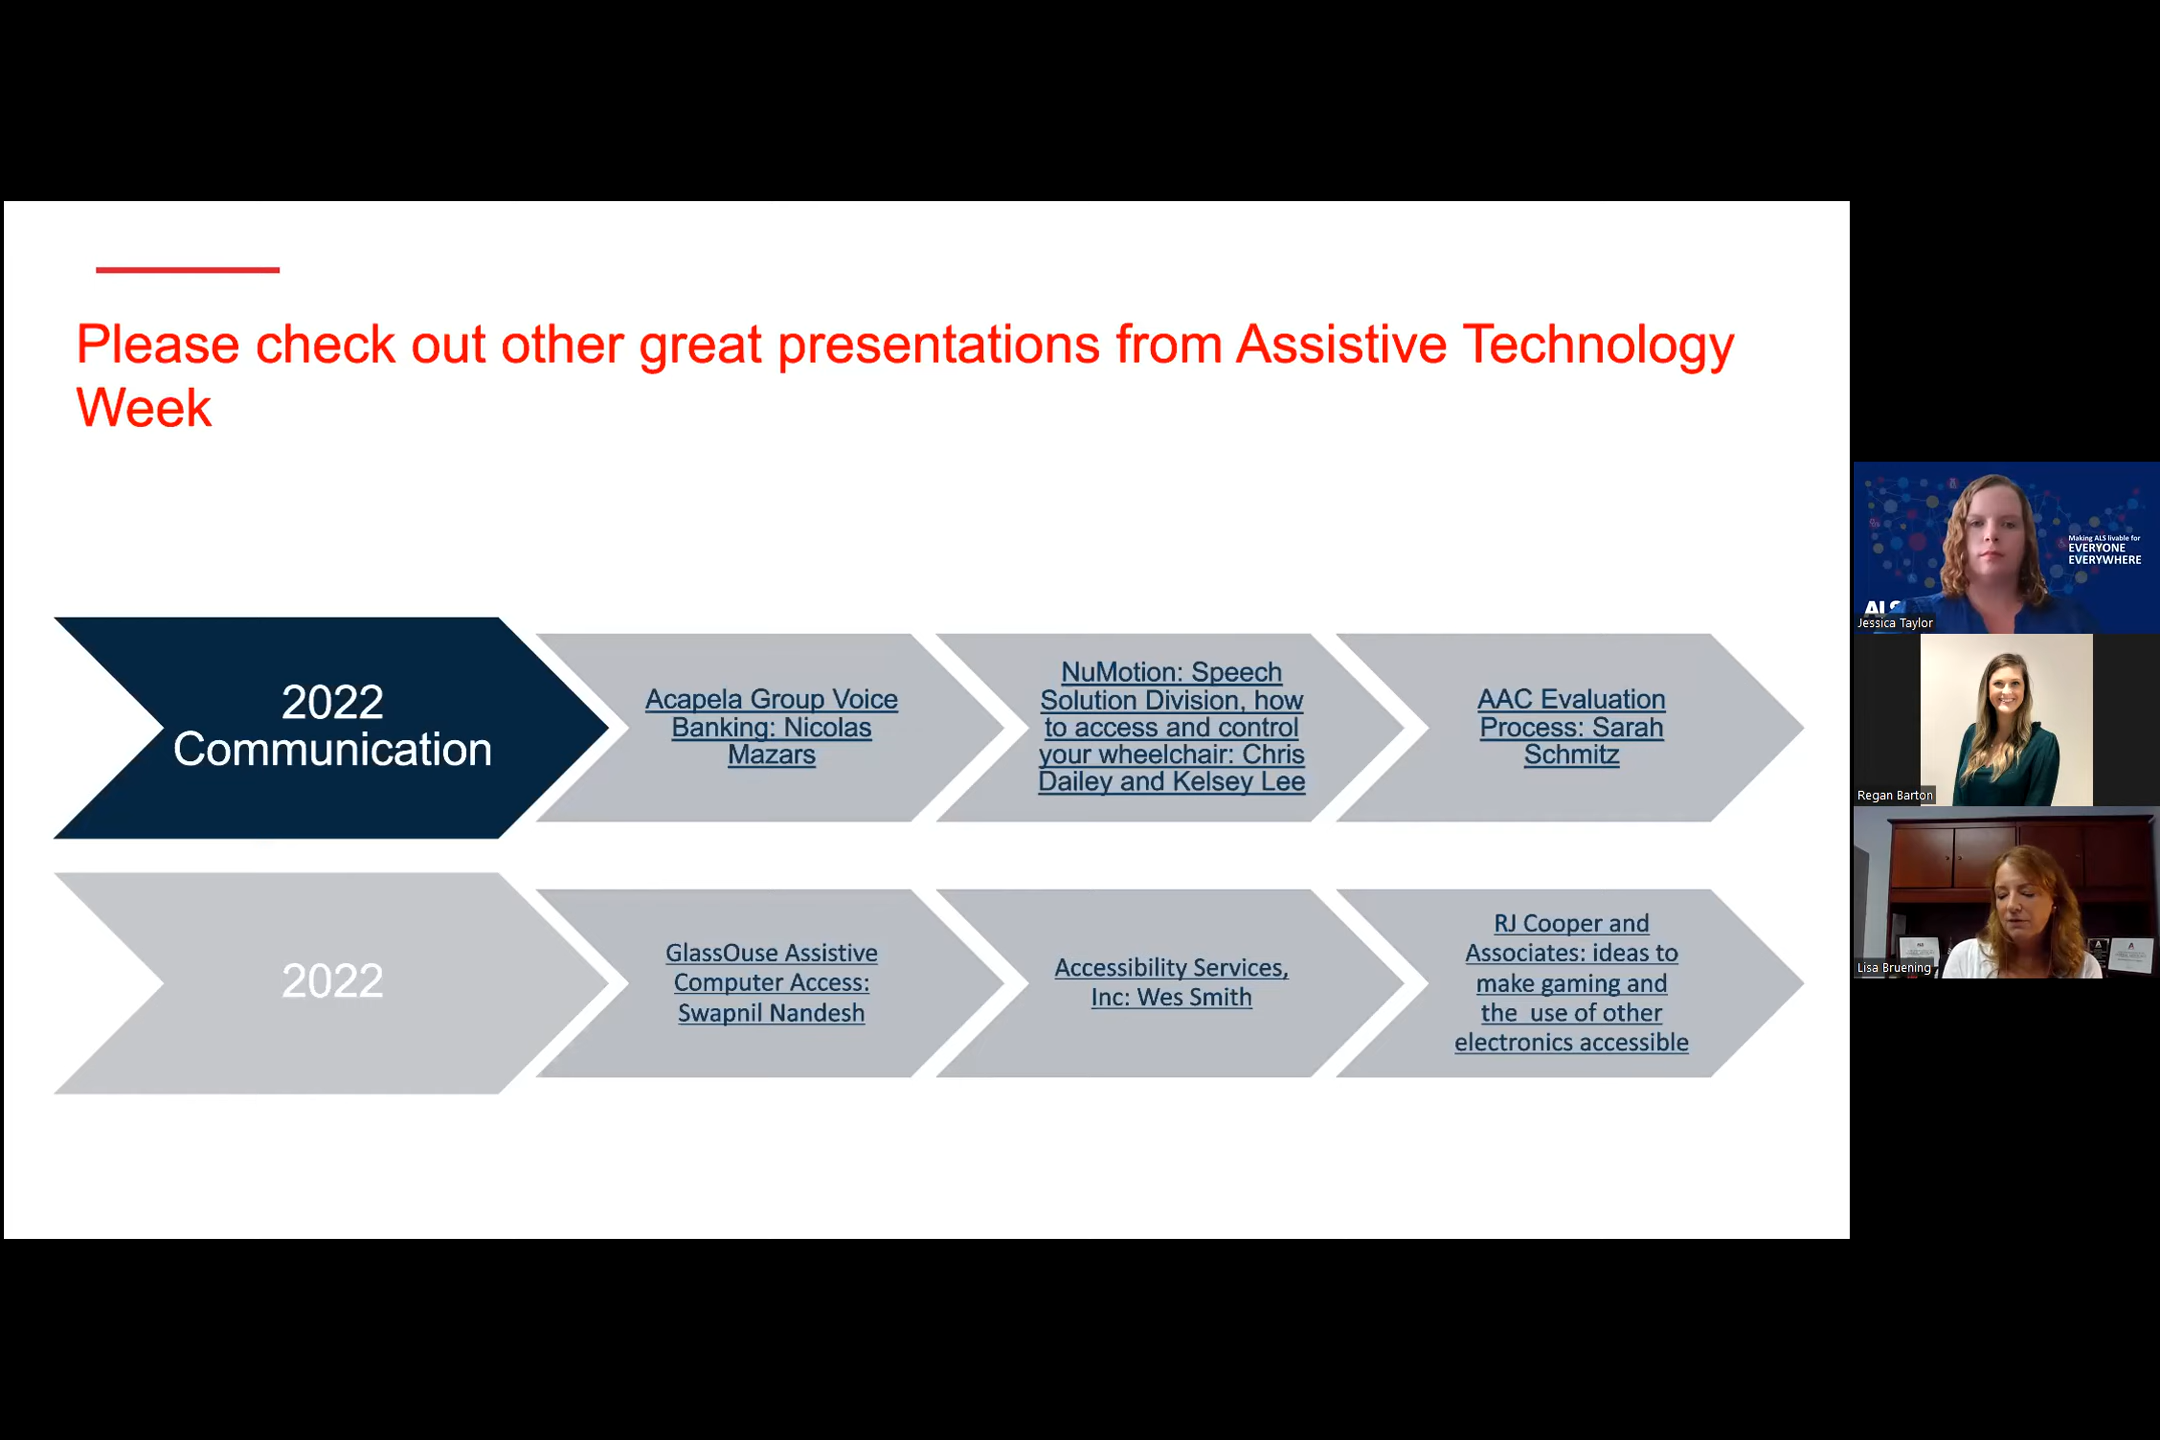 Please check out other great presentations from Assistive Technology
Week
2022
Communication
Acapela Group Voice
Banking: Nicolas
Mazars
NuMotion: Speech
Solution Division, how
to access and control
your wheelchair: Chris
Dailey and Kelsey Lee
AAC Evaluation
Process: Sarah
Schmitz
2022
GlassOuse Assistive
Computer Access:
Swapnil Nandesh
Accessibility Services,
Inc: Wes Smith
RJ Cooper and
Associates: ideas to
make gaming and
the use of other
electronics accessible
Making ALS livable for
EVERYONE
EVERYWHERE
ALS
Jessica Taylor
Regan Barton
Lisa Bruening